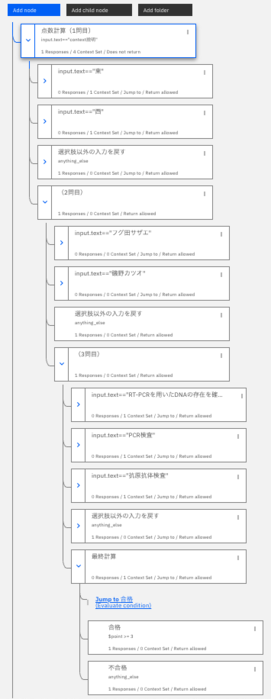 Add node
Add child node
Add folder
点数計算（1問目）
input.text=="context説明"
1 Responses / 4 Context Set / Does not return
input.text=="東"
0 Responses / 1 Context Set / Jump to / Return allowed
input.text=="西"
0 Responses / 1 Context Set / Jump to / Return allowed
選択肢以外の入力を戻す
anything_else
1 Responses / 0 Context Set / Jump to / Return allowed
（2問目）
1 Responses / 0 Context Set / Return allowed
input.text=="フグ田サザエ"
0 Responses / 1 Context Set / Jump to / Return allowed
input.text=="磯野カツオ"
0 Responses / 1 Context Set / Jump to / Return allowed
選択肢以外の入力を戻す
anything_else
1 Responses / 0 Context Set / Jump to / Return allowed
（3問目）
1 Responses / 0 Context Set / Return allowed
input.text=="RT-PCRを用いたDNAの存在を確...
0 Responses / 1 Context Set / Jump to / Return allowed
input.text=="PCR検査"
0 Responses / 1 Context Set / Jump to / Return allowed
input.text=="抗原抗体検査"
0 Responses / 1 Context Set / Jump to / Return allowed
選択肢以外の入力を戻す
anything_else
1 Responses / 0 Context Set / Jump to / Return allowed
最終計算
0 Responses / 1 Context Set / Jump to / Return allowed
Jump to 合格
(Evaluate condition)
合格
$point >= 3
1 Responses / 0 Context Set / Return allowed
不合格
anything_else
1 Responses / 0 Context Set / Return allowed